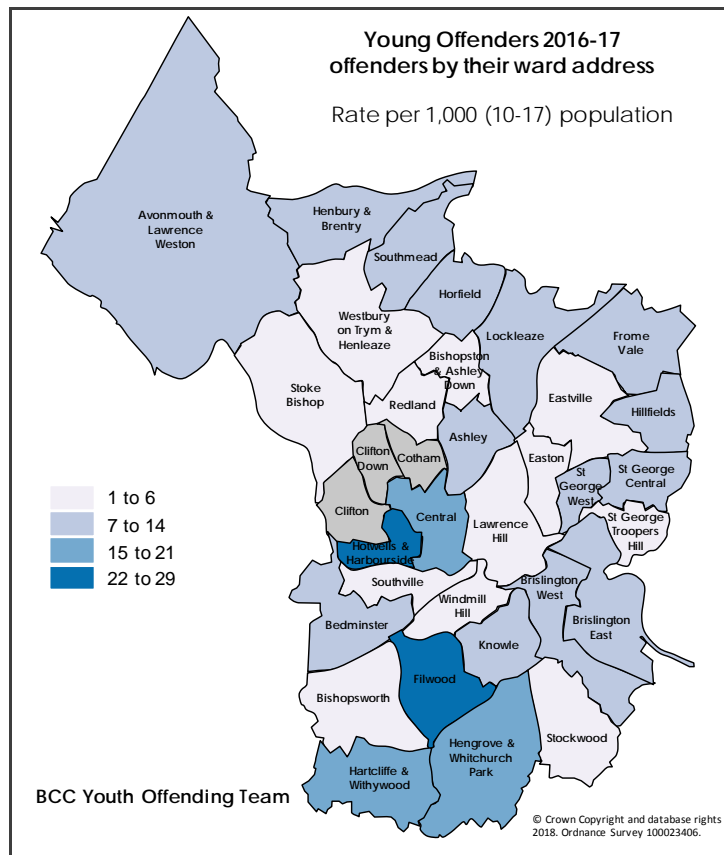 Young Offenders 2016-17
offenders by their ward address
Rate per 1,000 (10-17) population
Avonmouth &
Lawrence
Weston
Henbury &
Brentry
Southmead
Horfield
Westbury
on Trym &
Henleaze
Lockleaze
Frome
Vale
Bishopston
& Ashley
Down
Stoke
Bishop
Eastville
Redland
Hillfields
Ashley
Clifton
Down
Cotham
Easton
St
George
West
St George
Central
Clifton
Central
Lawrence
Hill
St George
Troopers
Hill
Hotwells &
Harbourside
Southville
Windmill
Hill
Brislington
West
Brislington
East
Bedminster
Knowle
Filwood
Bishopsworth
Stockwood
Hengrove &
Whitchurch
Park
Hartcliffe &
Withywood
1 to 6
7 to 14
15 to 21
22 to 29
BCC Youth Offending Team
© Crown Copyright and database rights
2018. Ordnance Survey 100023406.